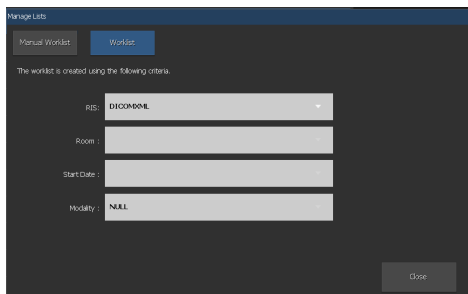 Manage Lists
Manual Worklist
Worklist
The worklist is created using the following criteria.
RIS: DICOMXML
Room :
Start Date :
Modality : NULL
Close